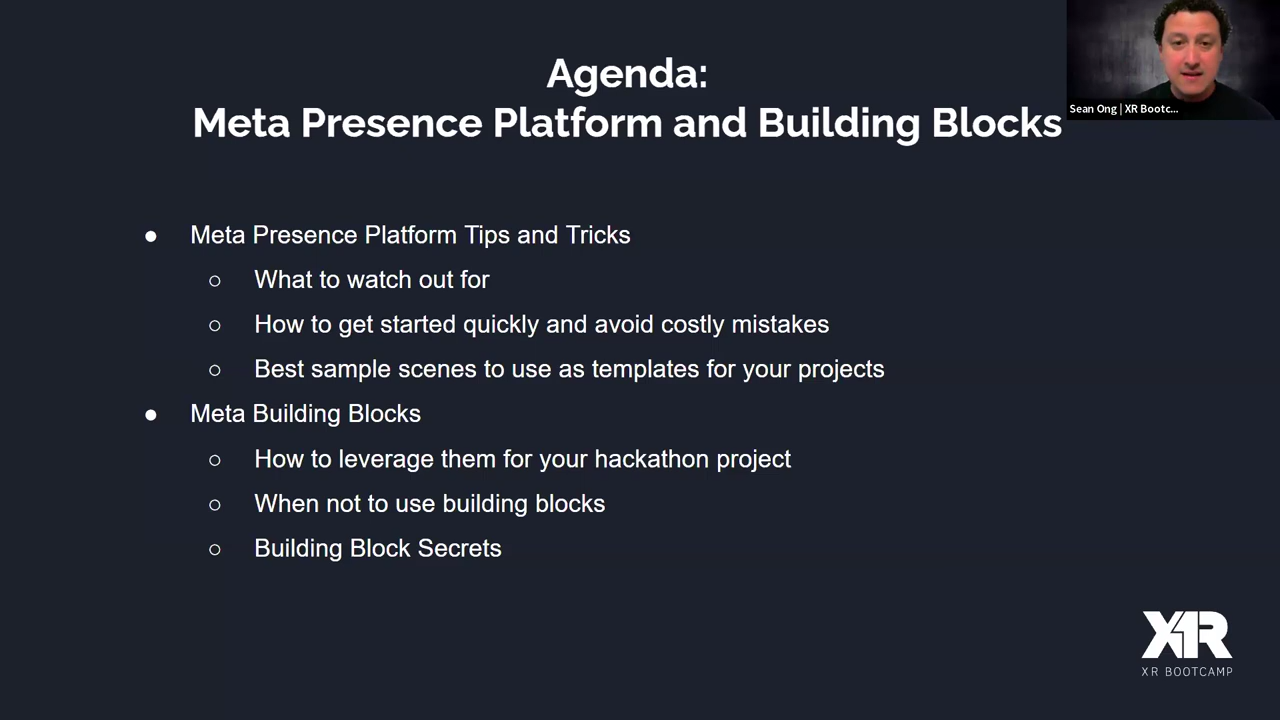 Agenda:
Meta Presence Platform and Building Blocks
Sean Ong | XR Bootc...
● Meta Presence Platform Tips and Tricks
○ What to watch out for
○ How to get started quickly and avoid costly mistakes
○ Best sample scenes to use as templates for your projects
● Meta Building Blocks
○ How to leverage them for your hackathon project
○ When not to use building blocks
○ Building Block Secrets
XR
XR BOOTCAMP